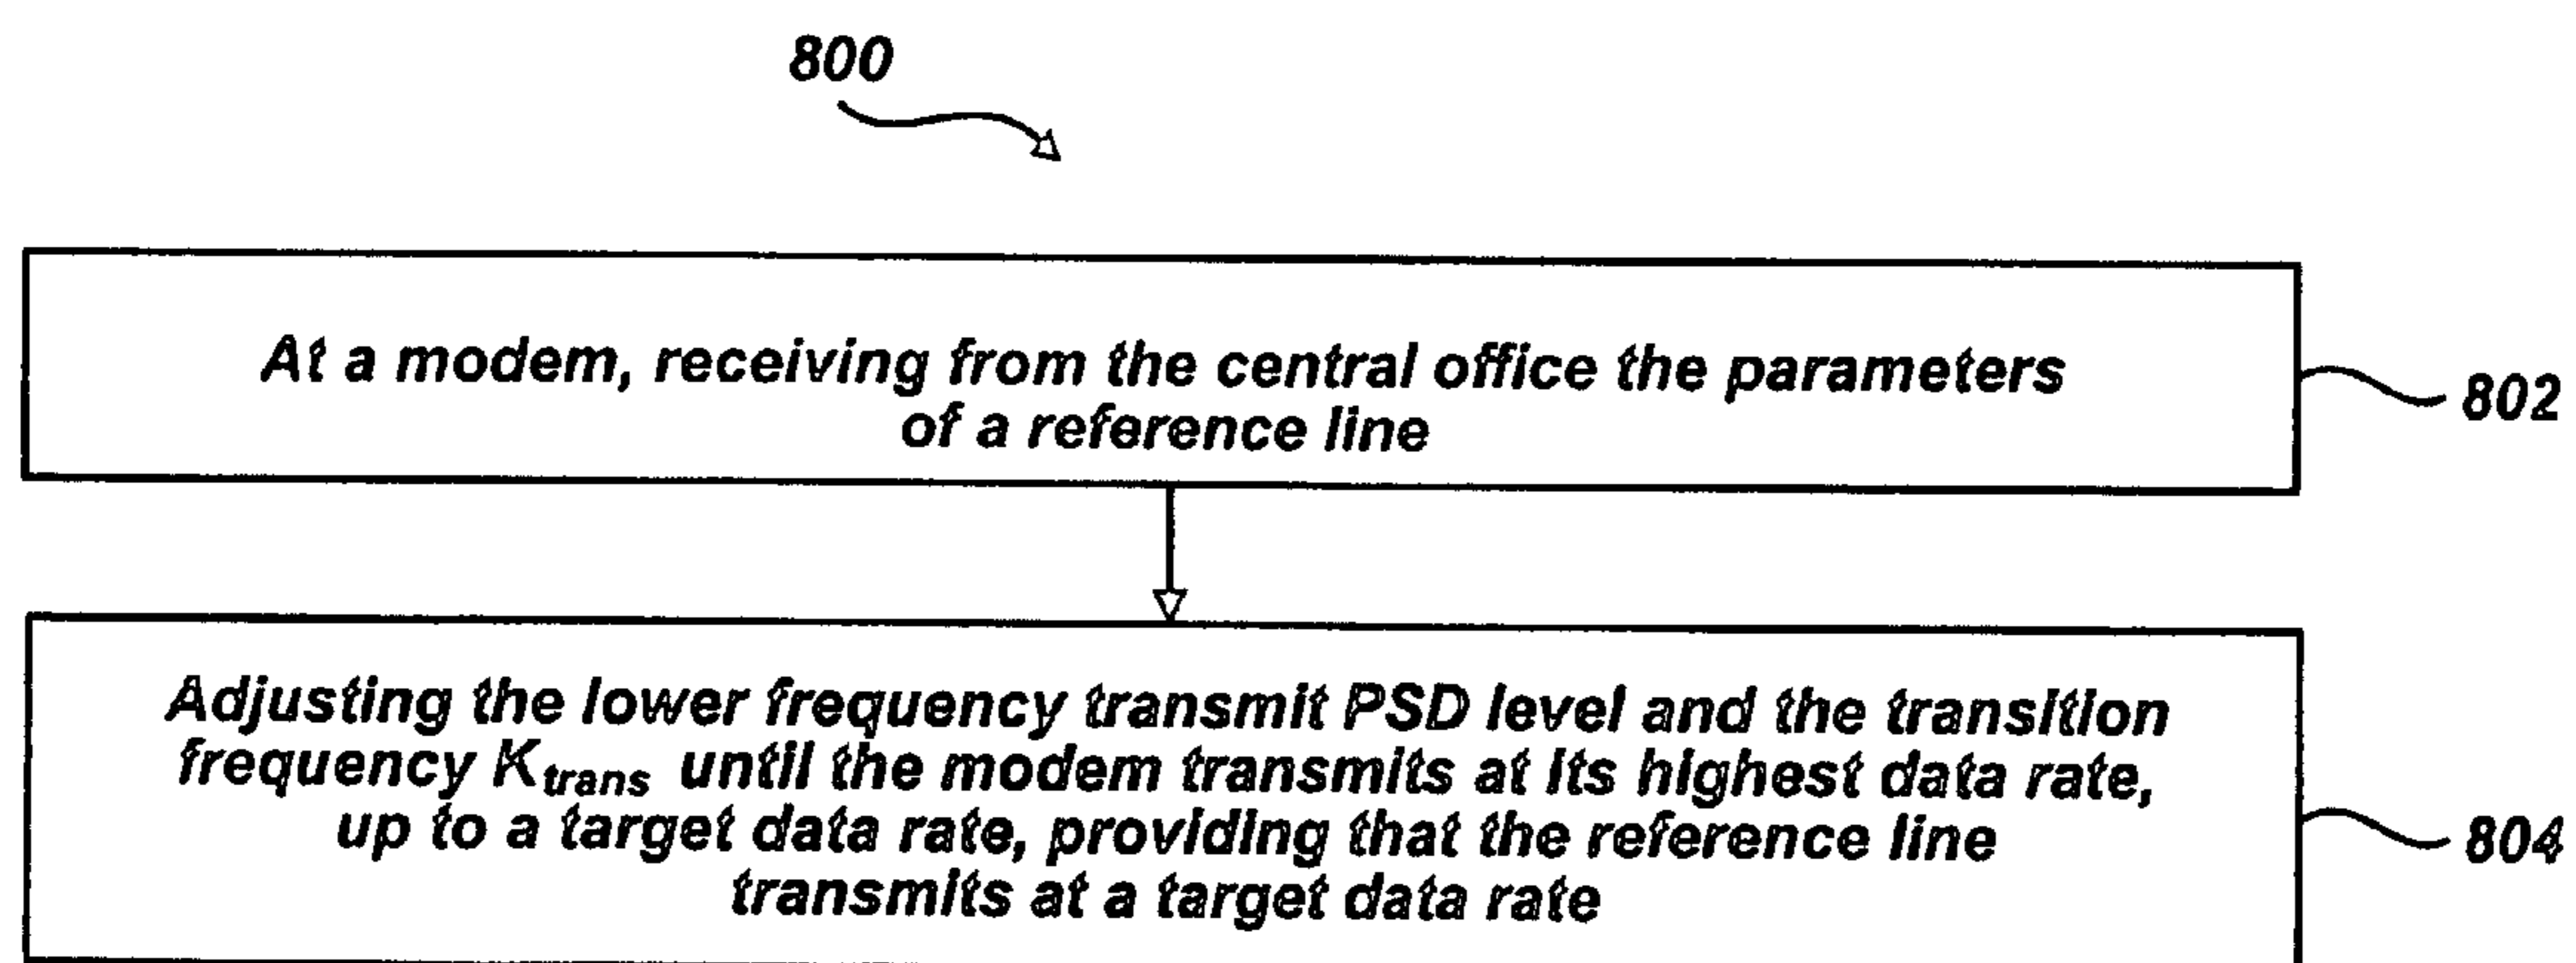 800
At a modem, receiving from the central office the parameters
of a reference line
802
Adjusting the lower frequency transmit PSD level and the transition
frequency Ktrans until the modem transmits at its highest data rate,
up to a target data rate, providing that the reference line
transmits at a target data rate
804